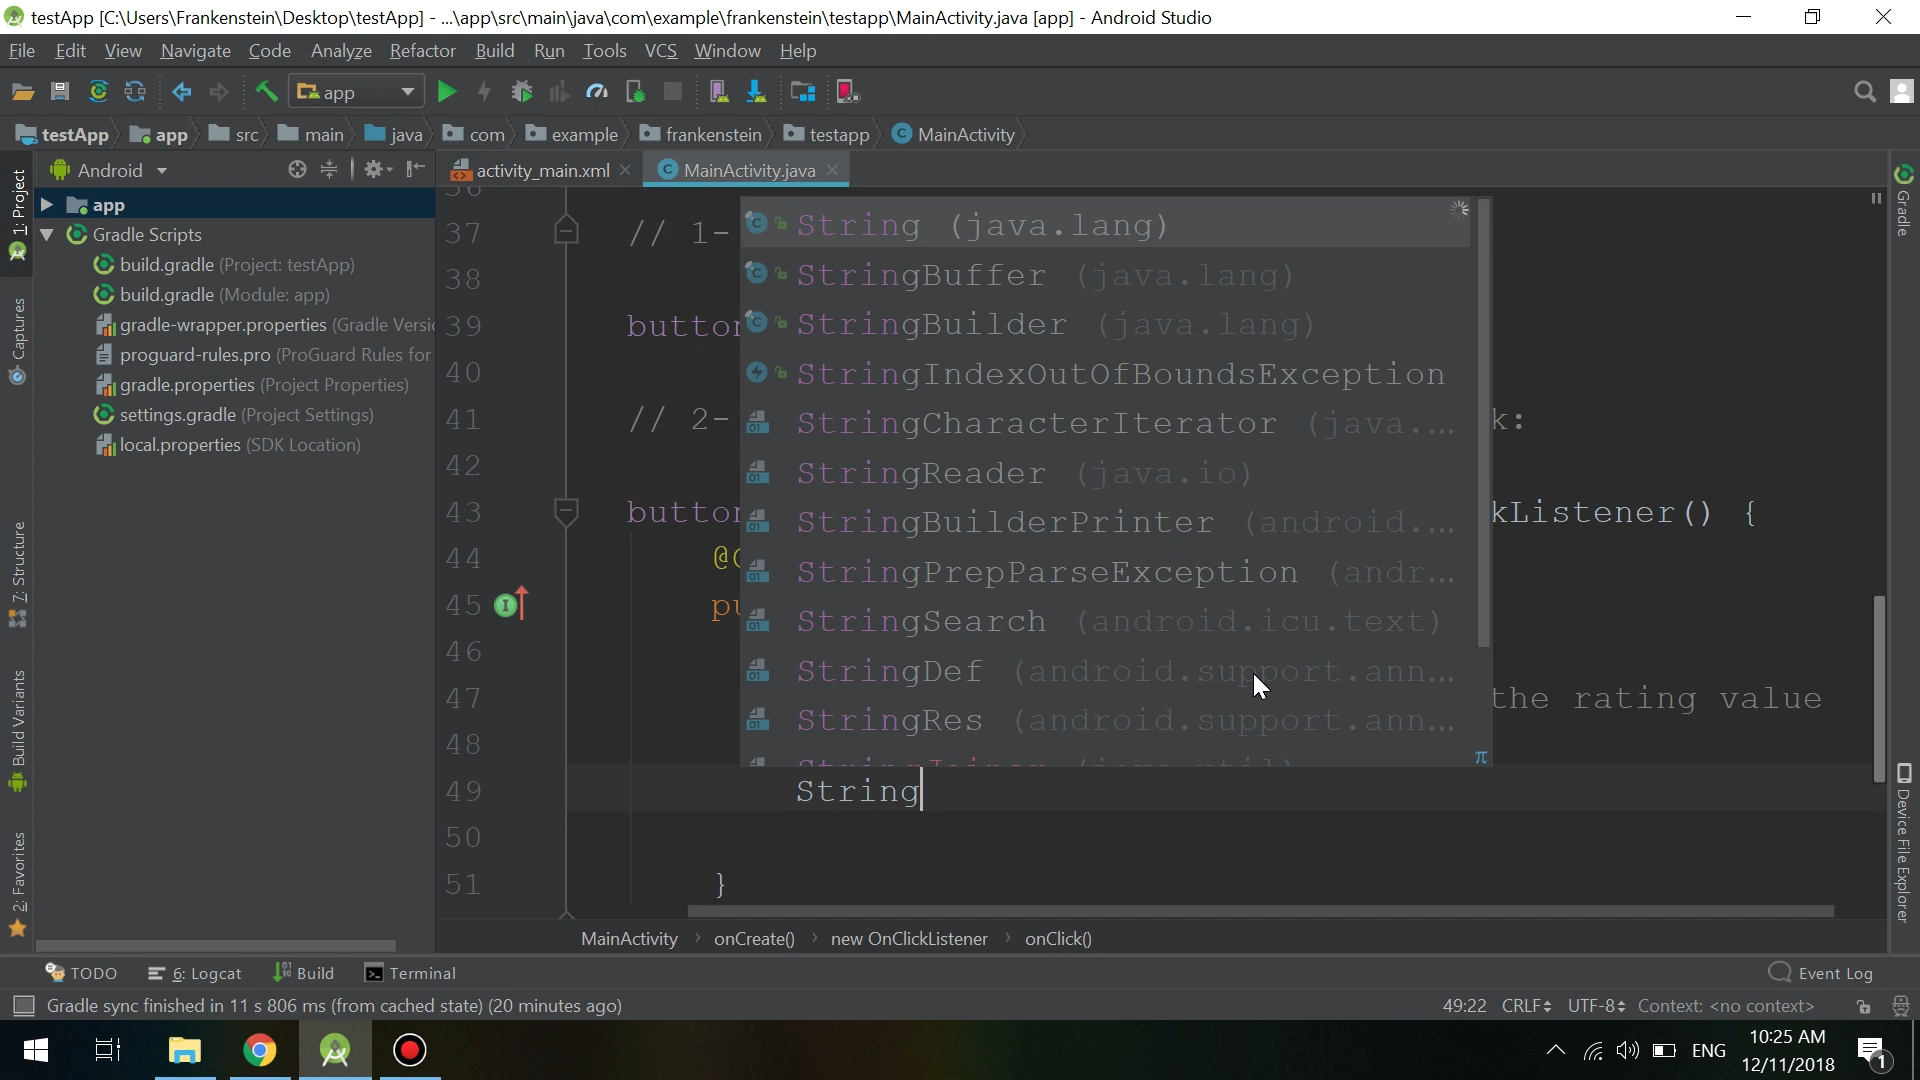 testApp [C:\Users\Frankenstein\Desktop\testApp] - ...\app\src\main\java\com\example\frankenstein\testapp\MainActivity.java [app] - Android Studio
File Edit View Navigate Code Analyze Refactor Build Run Tools VCS Window Help
app
testApp app src main java com example frankenstein testapp MainActivity
1: Project
7: Structure
Captures
Build Variants
2: Favorites
Android
app
Gradle Scripts
build.gradle (Project: testApp)
build.gradle (Module: app)
gradle-wrapper.properties (Gradle Versi
proguard-rules.pro (ProGuard Rules for
gradle.properties (Project Properties)
settings.gradle (Project Settings)
local.properties (SDK Location)
activity_main.xml MainActivity.java
36
37 // 1-
38
39 button
40
41 // 2- k:
42
43 button kListener() {
44 @O
45 pu
46
47 the rating value
48
49 String
50
51 }
String (java.lang)
StringBuffer (java.lang)
StringBuilder (java.lang)
StringIndexOutOfBoundsException
StringCharacterIterator (java....
StringReader (java.io)
StringBuilderPrinter (android....
StringPrepParseException (andr...
StringSearch (android.icu.text)
StringDef (android.support.ann...
StringRes (android.support.ann...
π
MainActivity › onCreate() › new OnClickListener › onClick()
Gradle
Device File Explorer
TODO 6: Logcat Build Terminal Event Log
Gradle sync finished in 11 s 806 ms (from cached state) (20 minutes ago) 49:22 CRLF UTF-8 Context: <no context>
ENG 10:25 AM
12/11/2018
1